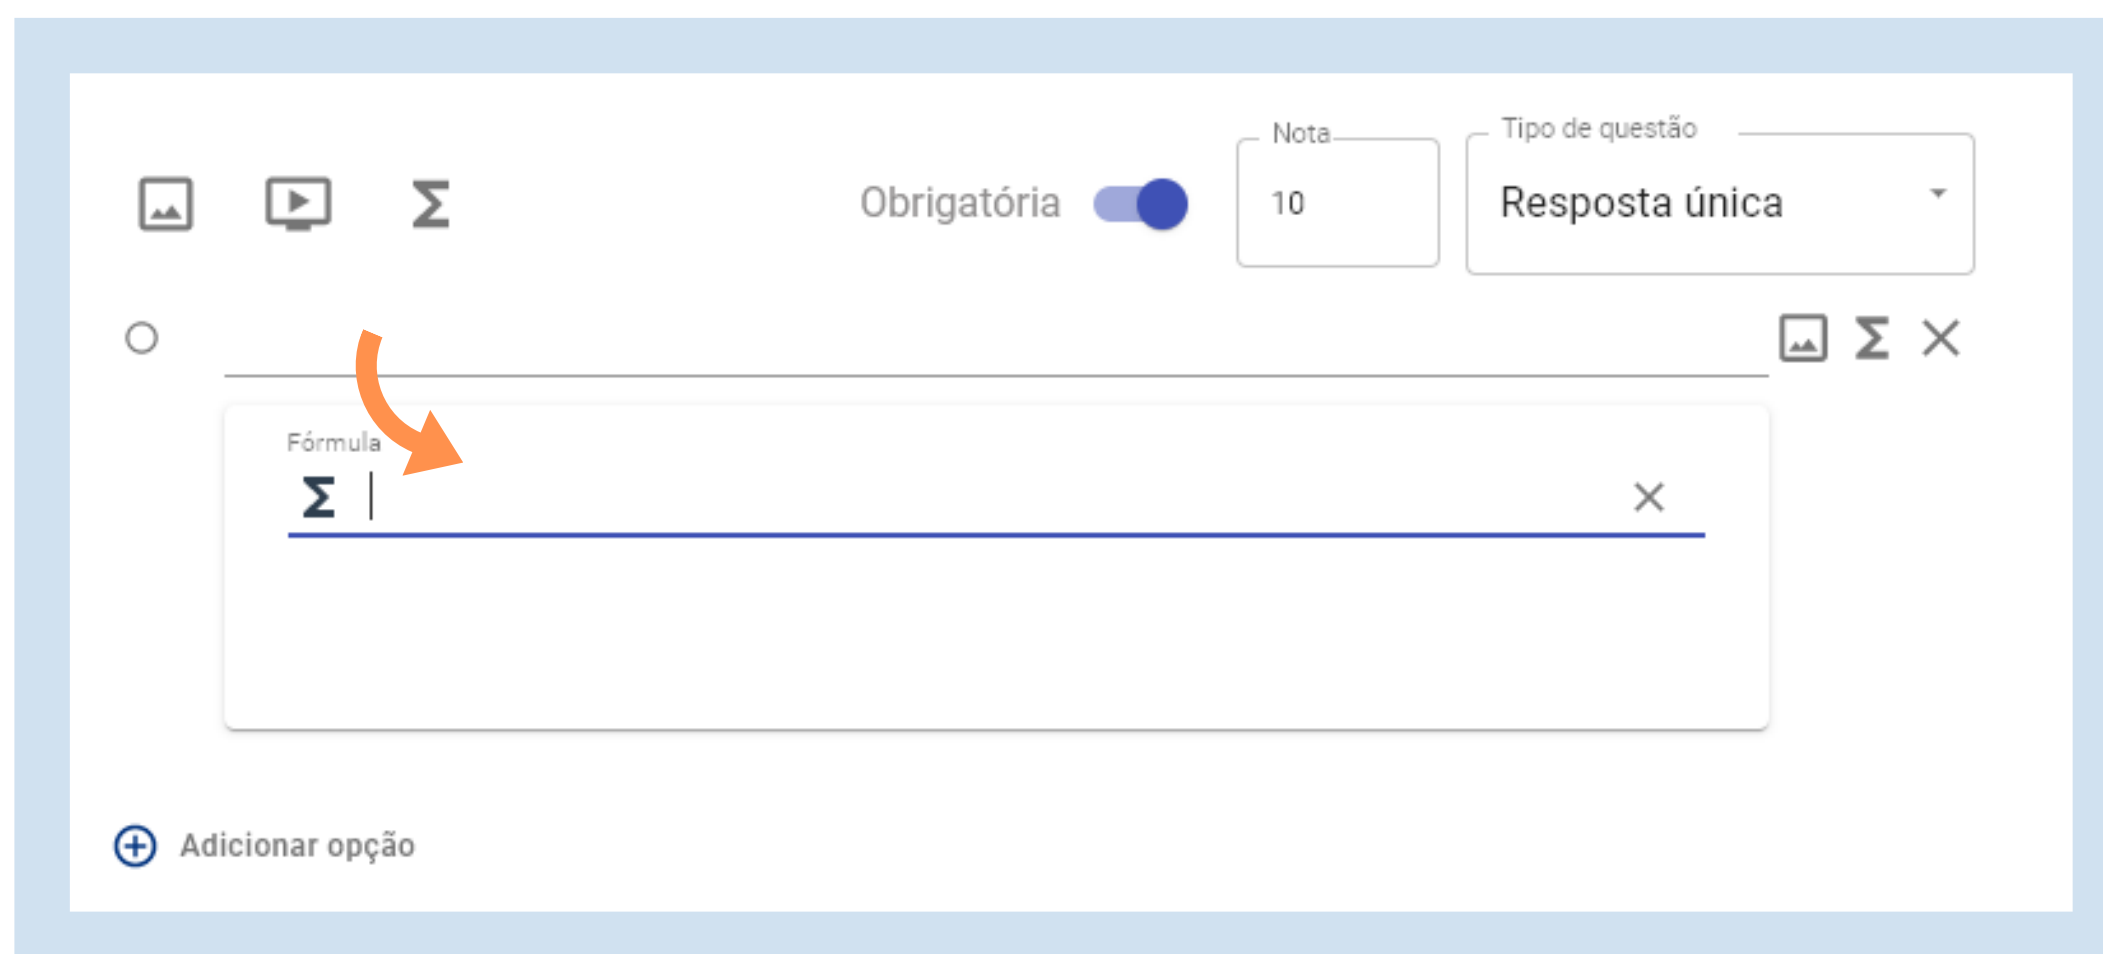 Nota
Tipo de questão
Obrigatória
10
Resposta única
Fórmula
Σ
Adicionar opção